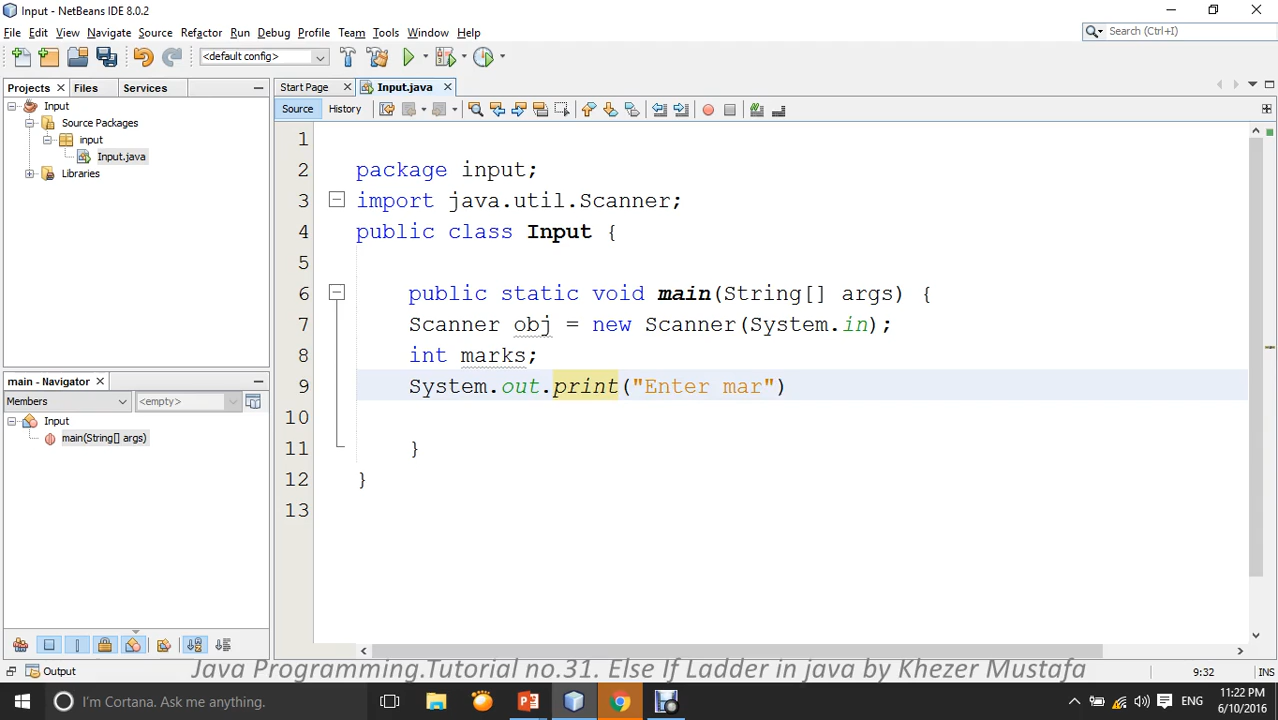 Input - NetBeans IDE 8.0.2
File Edit View Navigate Source Refactor Run Debug Profile Team Tools Window Help
Search (Ctrl+I)
<default config>
Projects Files Services
Start Page Input.java
Source History
Input
Source Packages
input
Input.java
Libraries
1
2 package input;
3 import java.util.Scanner;
4 public class Input {
5
6 public static void main(String[] args) {
7 Scanner obj = new Scanner(System.in);
8 int marks;
9 System.out.print("Enter mar")
10
11 }
12 }
13
main - Navigator
Members <empty>
Input
main(String[] args)
Output
Java Programming.Tutorial no.31. Else If Ladder in java by Khezer Mustafa
9:32 INS
I'm Cortana. Ask me anything.
ENG
11:22 PM
6/10/2016